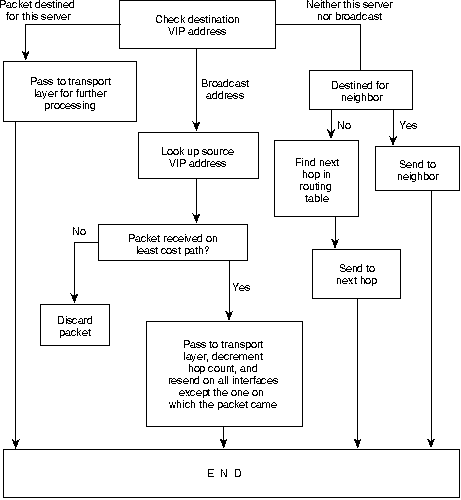 Packet destined
for this server
Check destination
VIP address
Neither this server
nor broadcast
Pass to transport
layer for further
processing
Broadcast
address
Destined for
neighbor
No
Yes
Look up source
VIP address
Find next
hop in
routing
table
Send to
neighbor
No
Packet received on
least cost path?
Send to
next hop
Yes
Discard
packet
Pass to transport
layer, decrement
hop count, and
resend on all interfaces
except the one on
which the packet came
E N D